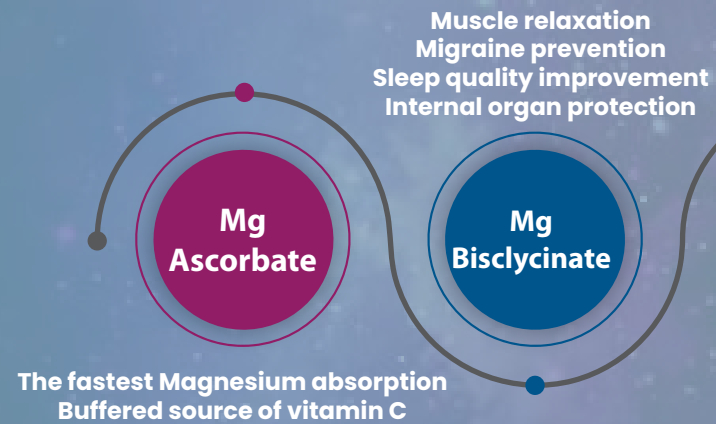 Mg
Ascorbate
The fastest Magnesium absorption
Buffered source of vitamin C
Muscle relaxation
Migraine prevention
Sleep quality improvement
Internal organ protection
Mg
Bisclycinate